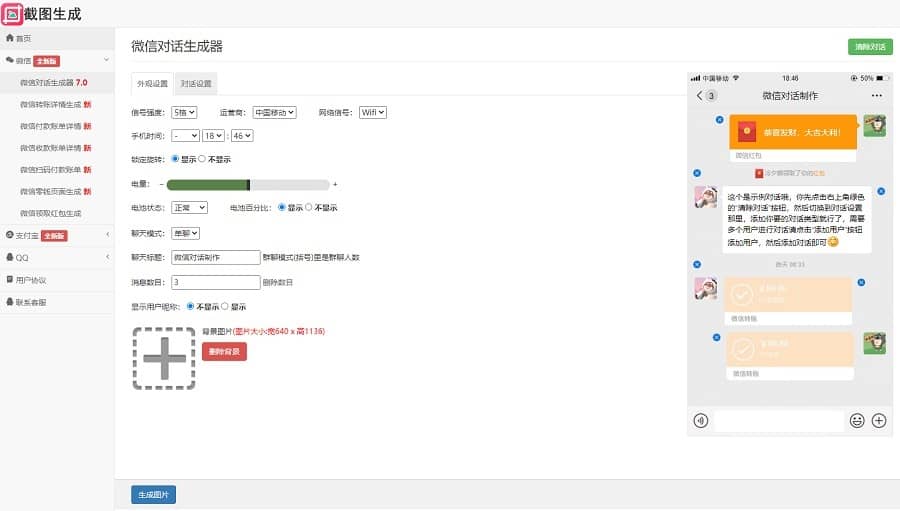 截图生成
首页
微信 全新版
微信对话生成器 7.0
微信转账详情生成 新
微信付款账单详情 新
微信收款账单详情 新
微信扫码付款账单 新
微信零钱页面生成 新
微信领取红包生成
支付宝 全新版
QQ
用户协议
联系客服
微信对话生成器
清除对话
外观设置 对话设置
信号强度： 5格 运营商： 中国移动 网络信号： Wifi
手机时间： - 18 : 46
锁定旋转： 显示 不显示
电量： - +
电池状态： 正常 电池百分比： 显示 不显示
聊天模式： 单聊
聊天标题： 微信对话制作 群聊模式(括号)里是群聊人数
消息数目： 3 删除数目
显示用户昵称： 不显示 显示
背景图片(图片大小:宽640 x 高1136)
删除背景
生成图片
中国移动 18:46 50%
3 微信对话制作
恭喜发财，大吉大利！
微信红包
领取了你的红包
这个是示例对话哦，你先点击右上角绿色
的“清除对话”按钮，然后切换到对话设置
那里，添加你要的对话类型就行了，需要
多个用户进行对话请点击“添加用户”按钮
添加用户，然后添加对话即可
微信转账
微信转账